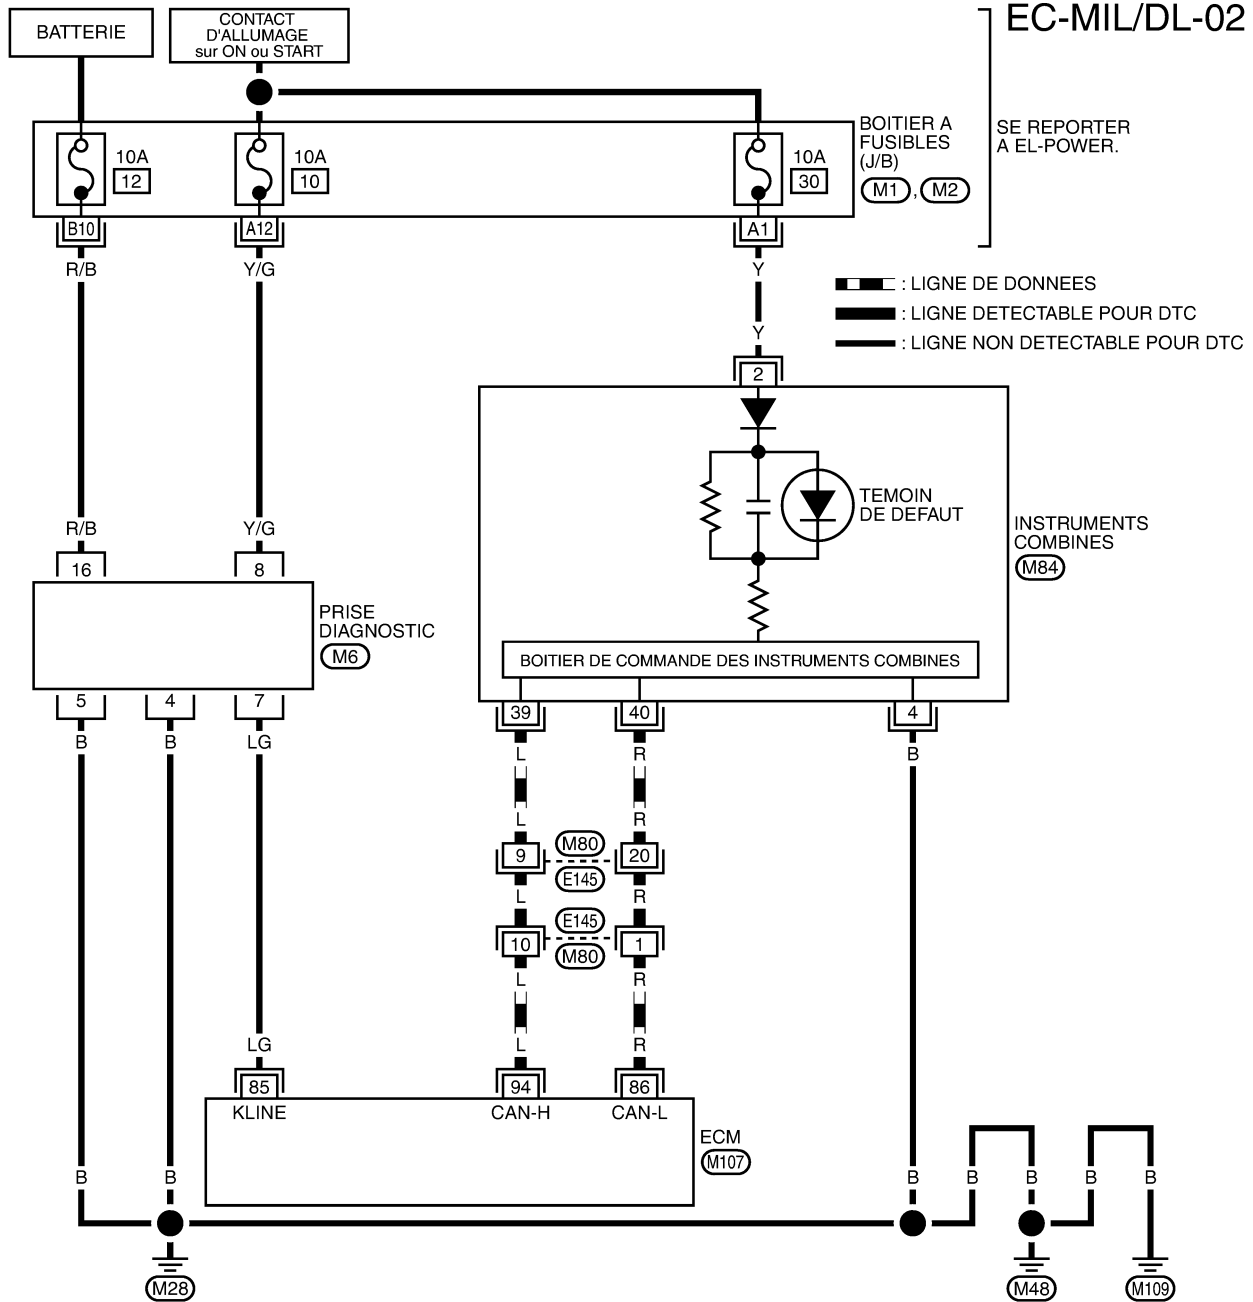 EC-MIL/DL-02
BATTERIE
CONTACT
D'ALLUMAGE
sur ON ou START
BOITIER A
FUSIBLES
(J/B)
M1 , M2
SE REPORTER
A EL-POWER.
10A
12
10A
10
10A
30
B10
A12
A1
R/B
Y/G
Y
: LIGNE DE DONNEES
: LIGNE DETECTABLE POUR DTC
: LIGNE NON DETECTABLE POUR DTC
Y
2
TEMOIN
DE DEFAUT
INSTRUMENTS
COMBINES
M84
R/B
Y/G
16
8
PRISE
DIAGNOSTIC
M6
BOITIER DE COMMANDE DES INSTRUMENTS COMBINES
5
4
7
39
40
4
B
B
LG
L
R
B
L
R
9
M80
20
E145
L
R
E145
10
1
M80
L
R
LG
L
R
85
94
86
KLINE
CAN-H
CAN-L
ECM
M107
B
B
B
B
B
B
B
M28
M48
M109